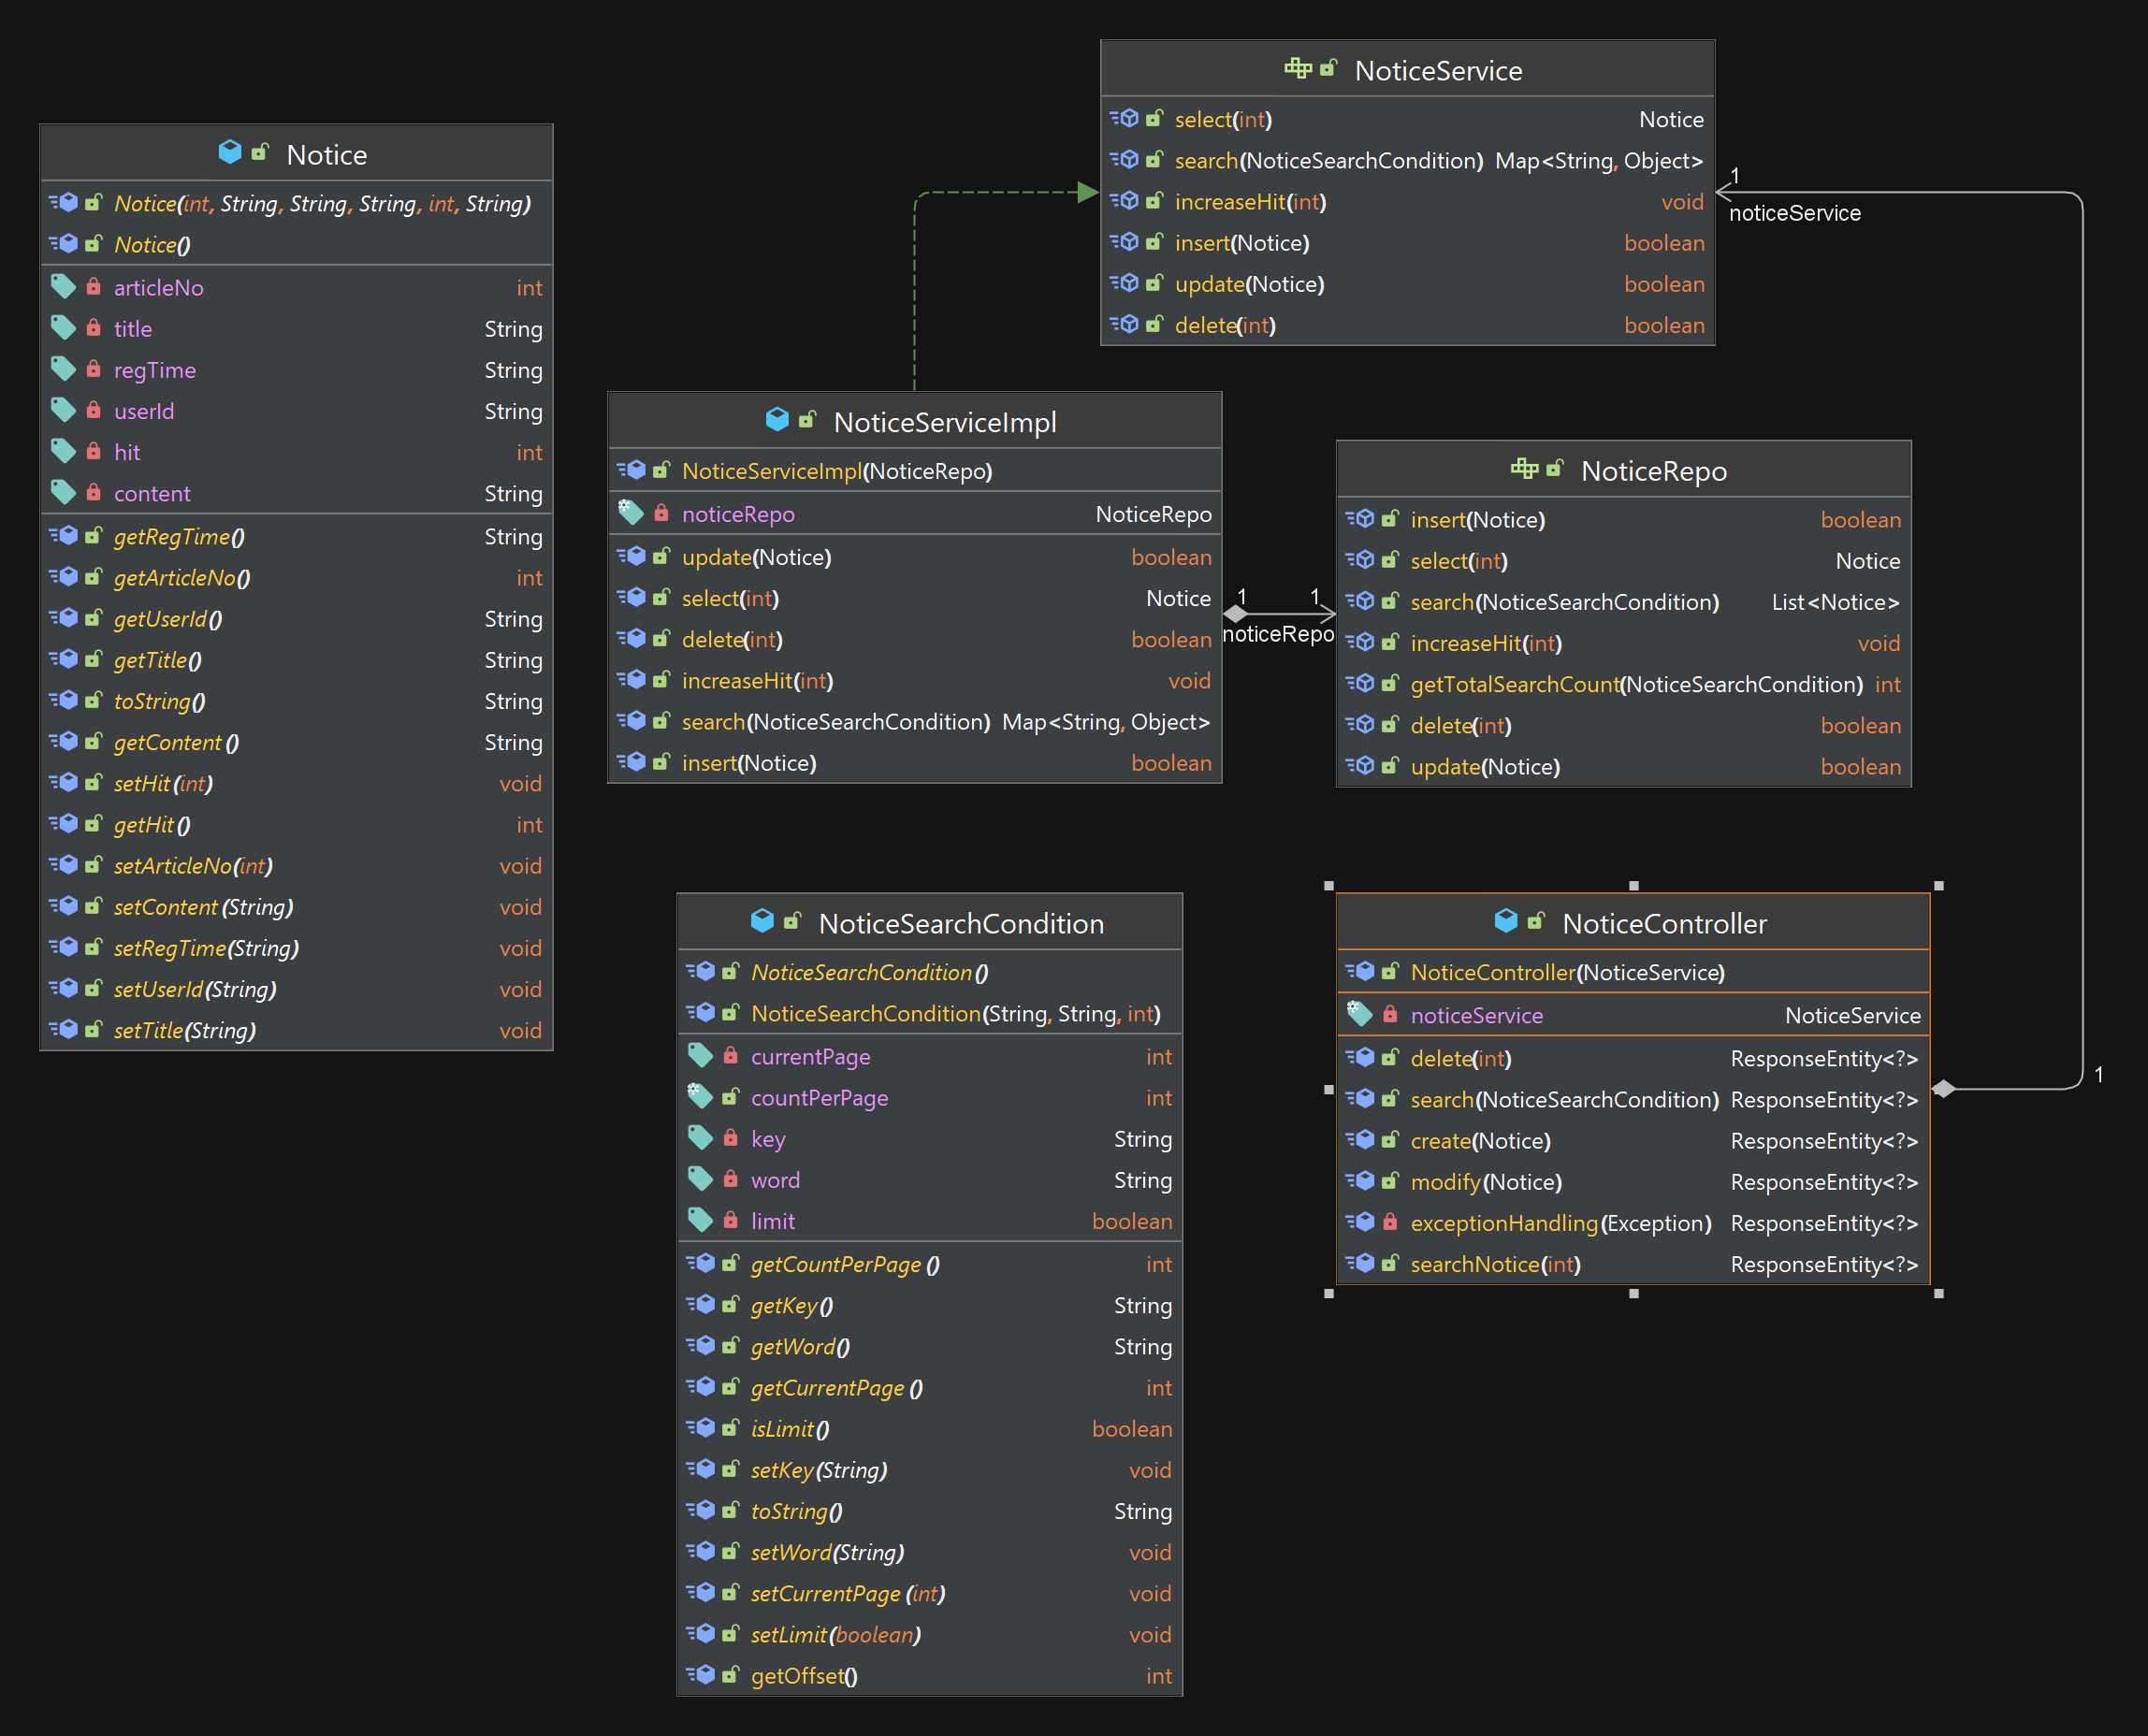 Notice
Notice(int, String, String, String, int, String)
Notice()
articleNo int
title String
regTime String
userId String
hit int
content String
getRegTime() String
getArticleNo() int
getUserId() String
getTitle() String
toString() String
getContent() String
setHit(int) void
getHit() int
setArticleNo(int) void
setContent(String) void
setRegTime(String) void
setUserId(String) void
setTitle(String) void
NoticeService
select(int) Notice
search(NoticeSearchCondition) Map<String, Object>
increaseHit(int) void
insert(Notice) boolean
update(Notice) boolean
delete(int) boolean
1
noticeService
NoticeServiceImpl
NoticeServiceImpl(NoticeRepo)
noticeRepo NoticeRepo
update(Notice) boolean
select(int) Notice
delete(int) boolean
increaseHit(int) void
search(NoticeSearchCondition) Map<String, Object>
insert(Notice) boolean
1 1
noticeRepo
NoticeRepo
insert(Notice) boolean
select(int) Notice
search(NoticeSearchCondition) List<Notice>
increaseHit(int) void
getTotalSearchCount(NoticeSearchCondition) int
delete(int) boolean
update(Notice) boolean
NoticeSearchCondition
NoticeSearchCondition()
NoticeSearchCondition(String, String, int)
currentPage int
countPerPage int
key String
word String
limit boolean
getCountPerPage() int
getKey() String
getWord() String
getCurrentPage() int
isLimit() boolean
setKey(String) void
toString() String
setWord(String) void
setCurrentPage(int) void
setLimit(boolean) void
getOffset() int
NoticeController
NoticeController(NoticeService)
noticeService NoticeService
delete(int) ResponseEntity<?>
search(NoticeSearchCondition) ResponseEntity<?>
create(Notice) ResponseEntity<?>
modify(Notice) ResponseEntity<?>
exceptionHandling(Exception) ResponseEntity<?>
searchNotice(int) ResponseEntity<?>
1